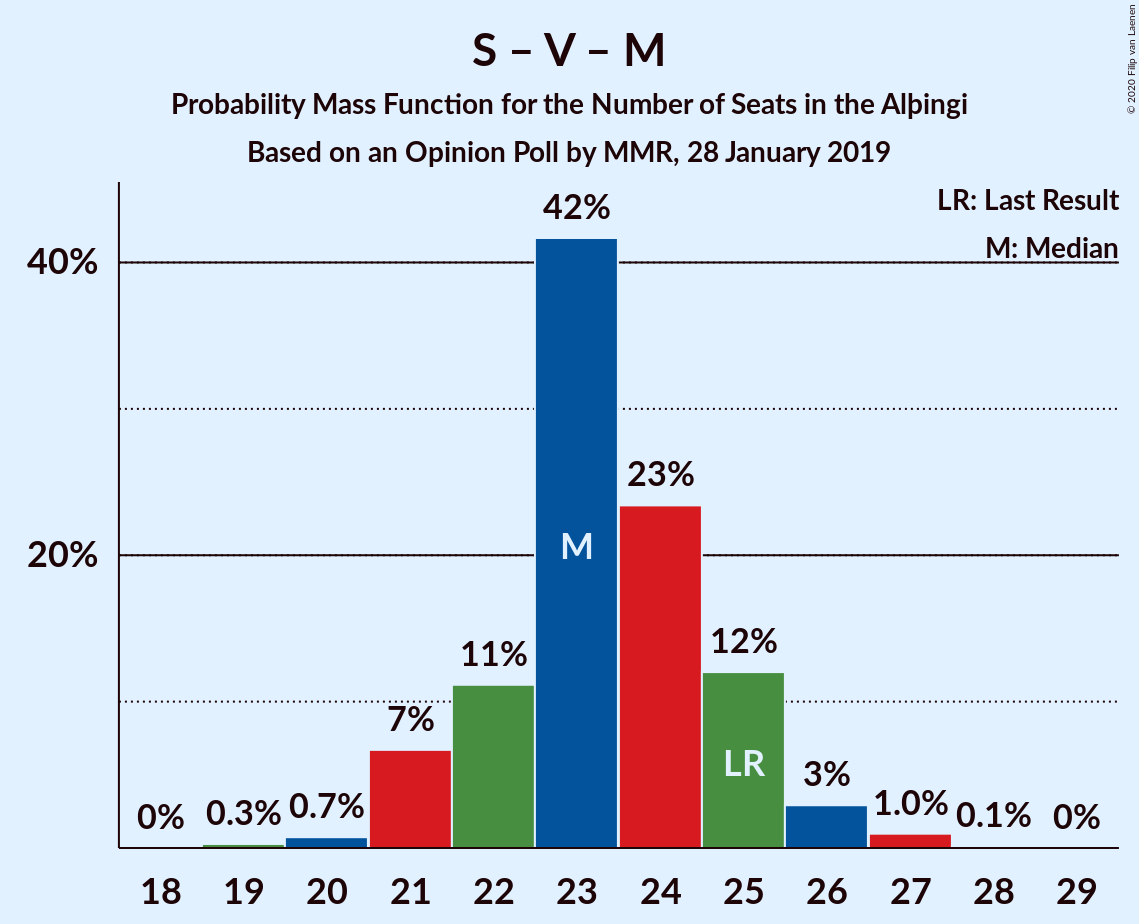 S – V – M
Probability Mass Function for the Number of Seats in the Alþingi
Based on an Opinion Poll by MMR, 28 January 2019
© 2020 Filip van Laenen
LR: Last Result
M: Median
40%
20%
0%
0.3%
0.7%
7%
11%
42%
23%
12%
3%
1.0%
0.1%
0%
M
LR
18 19 20 21 22 23 24 25 26 27 28 29